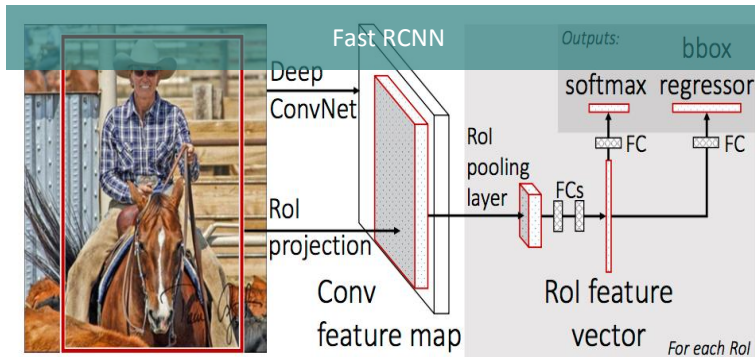 Fast RCNN
Outputs:
bbox
softmax
regressor
Deep
ConvNet
FC
FC
RoI
pooling
layer
FCs
RoI
projection
Conv
feature map
RoI feature
vector
For each RoI